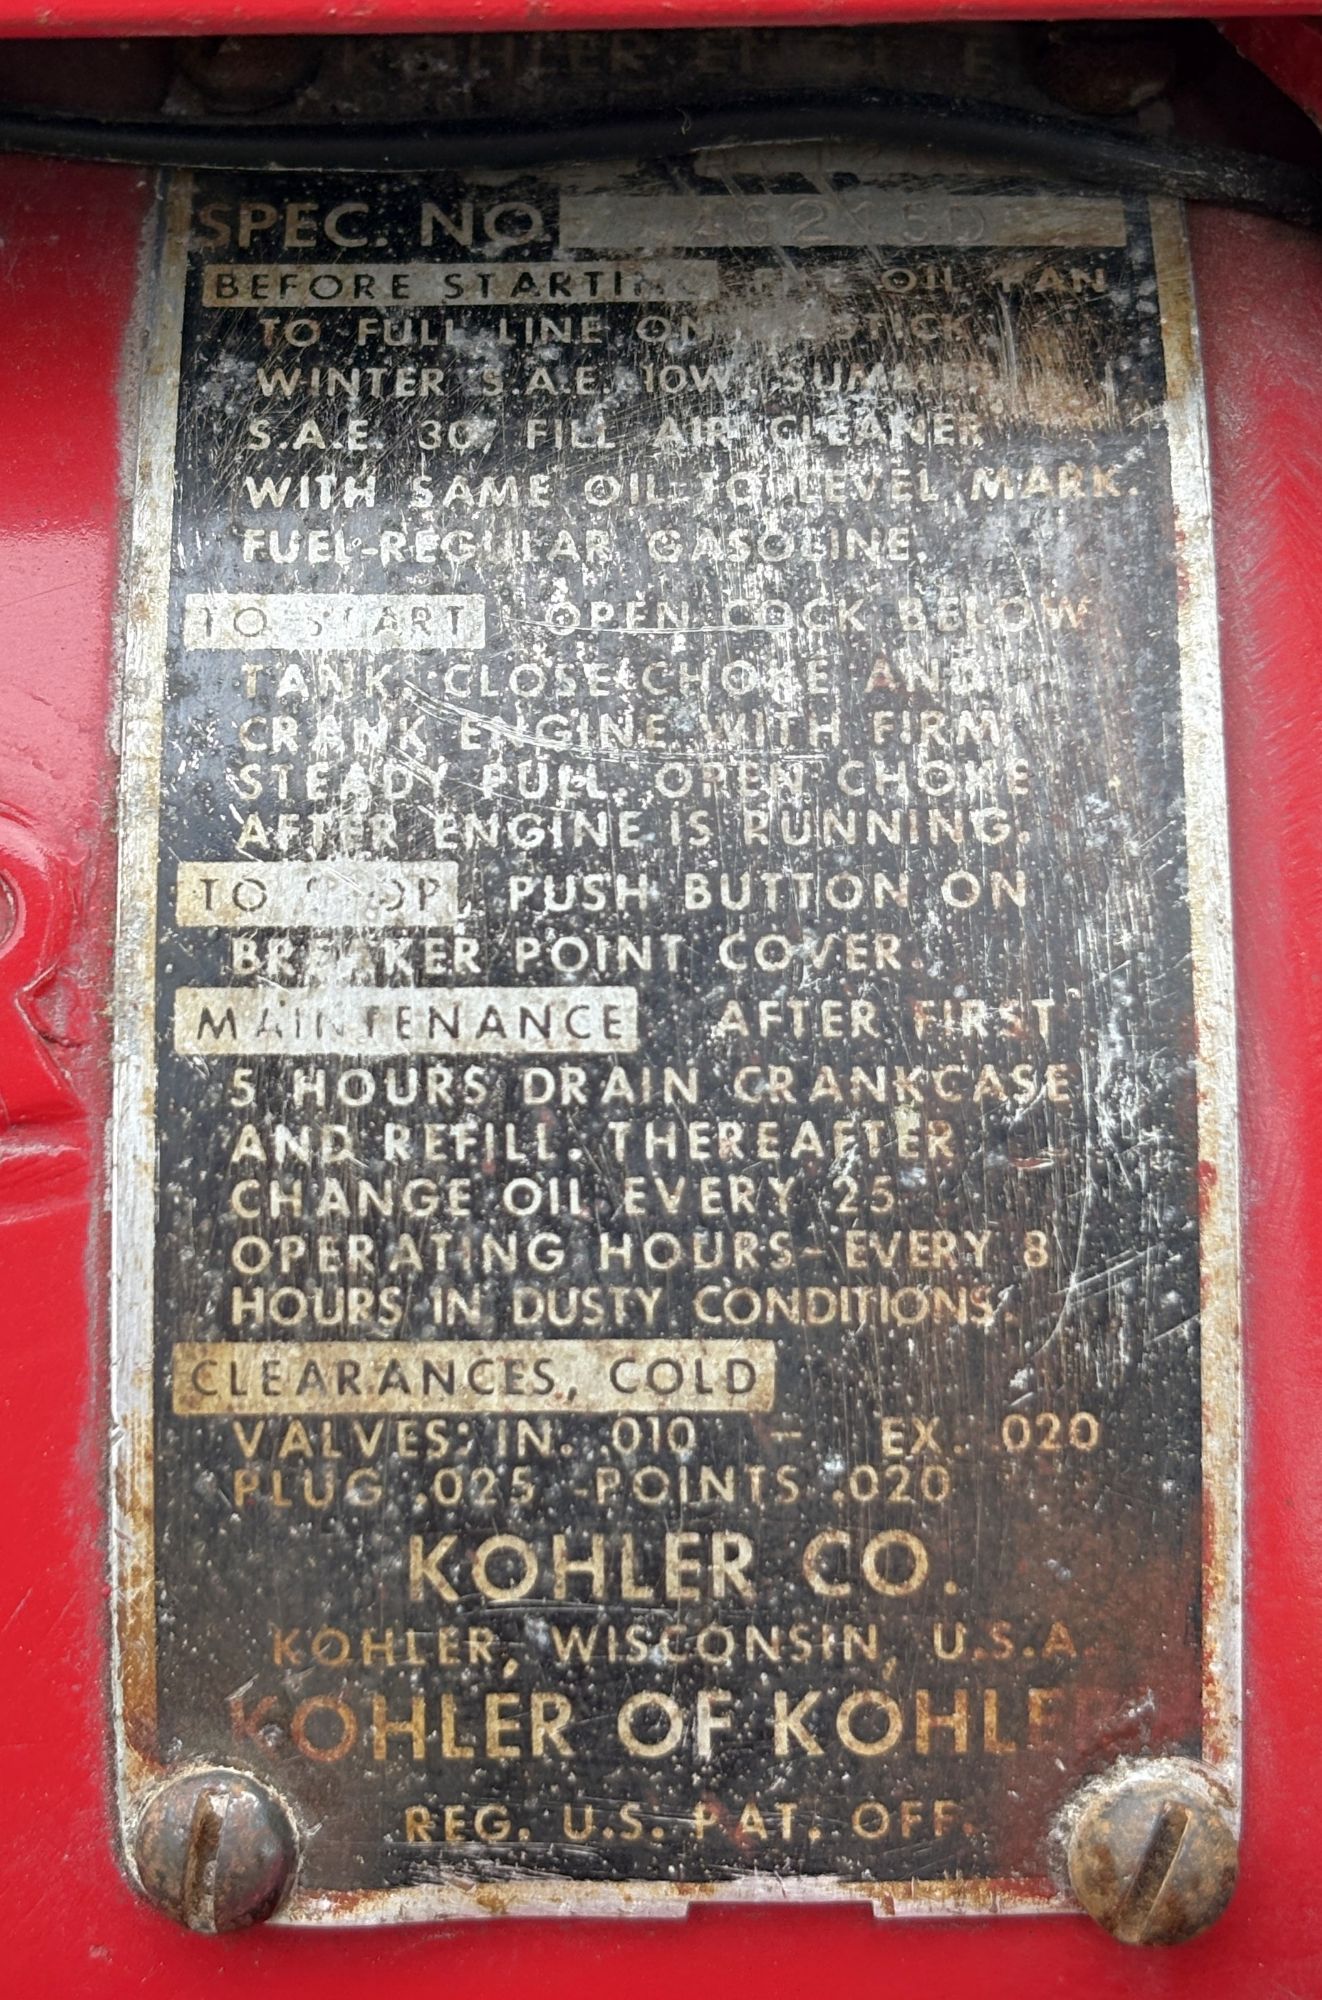 KOHLER ENGINE
SPEC. NO. 46215D
BEFORE STARTING FILL OIL PAN
TO FULL LINE ON DIPSTICK.
WINTER S.A.E. 10W, SUMMER
S.A.E. 30, FILL AIR CLEANER
WITH SAME OIL TO LEVEL MARK.
FUEL-REGULAR GASOLINE.
TO START OPEN COCK BELOW
TANK, CLOSE CHOKE AND
CRANK ENGINE WITH FIRM
STEADY PULL. OPEN CHOKE
AFTER ENGINE IS RUNNING.
TO STOP, PUSH BUTTON ON
BREAKER POINT COVER.
MAINTENANCE AFTER FIRST
5 HOURS DRAIN CRANKCASE
AND REFILL. THEREAFTER
CHANGE OIL EVERY 25
OPERATING HOURS-EVERY 8
HOURS IN DUSTY CONDITIONS.
CLEARANCES, COLD
VALVES: IN. .010 - EX. .020
PLUG .025 -POINTS .020
KOHLER CO.
KOHLER, WISCONSIN, U.S.A.
KOHLER OF KOHLER
REG. U.S. PAT. OFF.